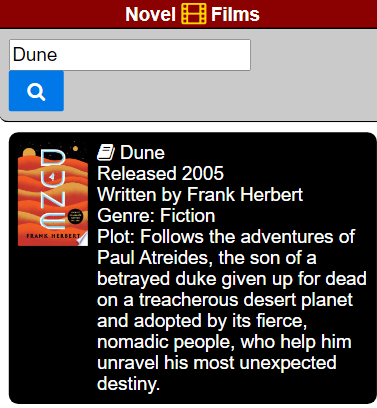 Novel Films
Dune
Dune
Released 2005
Written by Frank Herbert
Genre: Fiction
Plot: Follows the adventures of
Paul Atreides, the son of a
betrayed duke given up for dead
on a treacherous desert planet
and adopted by its fierce,
nomadic people, who help him
unravel his most unexpected
destiny.
FRANK HERBERT